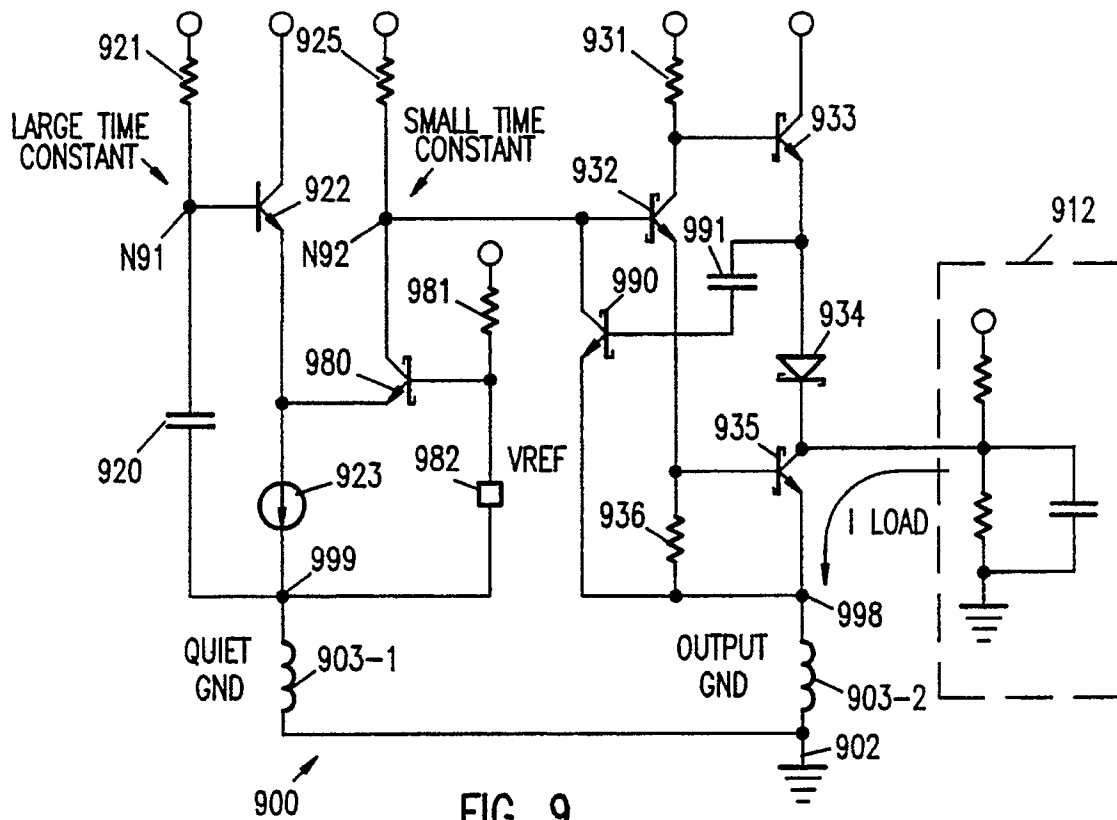 921
925
931
933
LARGE TIME
CONSTANT
SMALL TIME
CONSTANT
922
932
991
912
N91
N92
981
990
934
980
920
923
982
VREF
935
936
I LOAD
999
998
QUIET
GND
903-1
OUTPUT
GND
903-2
902
900
FIG. 9